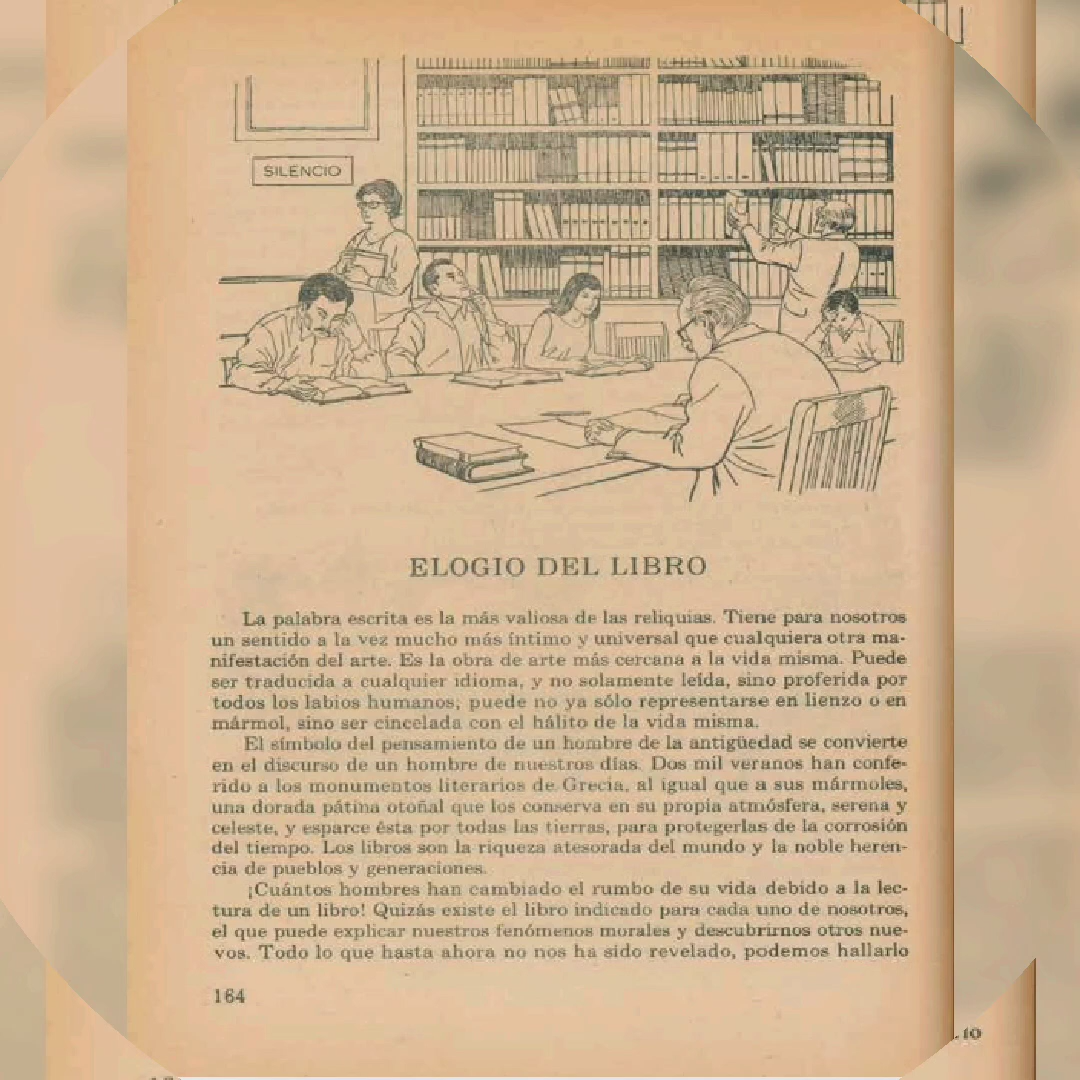 SILENCIO
ELOGIO DEL LIBRO
La palabra escrita es la más valiosa de las reliquias. Tiene para nosotros
un sentido a la vez mucho más íntimo y universal que cualquiera otra ma-
nifestación del arte. Es la obra de arte más cercana a la vida misma. Puede
ser traducida a cualquier idioma, y no solamente leída, sino proferida por
todos los labios humanos; puede no ya sólo representarse en lienzo o en
mármol, sino ser cincelada con el hálito de la vida misma.
El símbolo del pensamiento de un hombre de la antigüedad se convierte
en el discurso de un hombre de nuestros días. Dos mil veranos han confe-
rido a los monumentos literarios de Grecia, al igual que a sus mármoles,
una dorada pátina otoñal que los conserva en su propia atmósfera, serena y
celeste, y esparce ésta por todas las tierras, para protegerlas de la corrosión
del tiempo. Los libros son la riqueza atesorada del mundo y la noble heren-
cia de pueblos y generaciones.
¡Cuántos hombres han cambiado el rumbo de su vida debido a la lec-
tura de un libro! Quizás existe el libro indicado para cada uno de nosotros,
el que puede explicar nuestros fenómenos morales y descubrirnos otros nue-
vos. Todo lo que hasta ahora no nos ha sido revelado, podemos hallarlo
164
.10